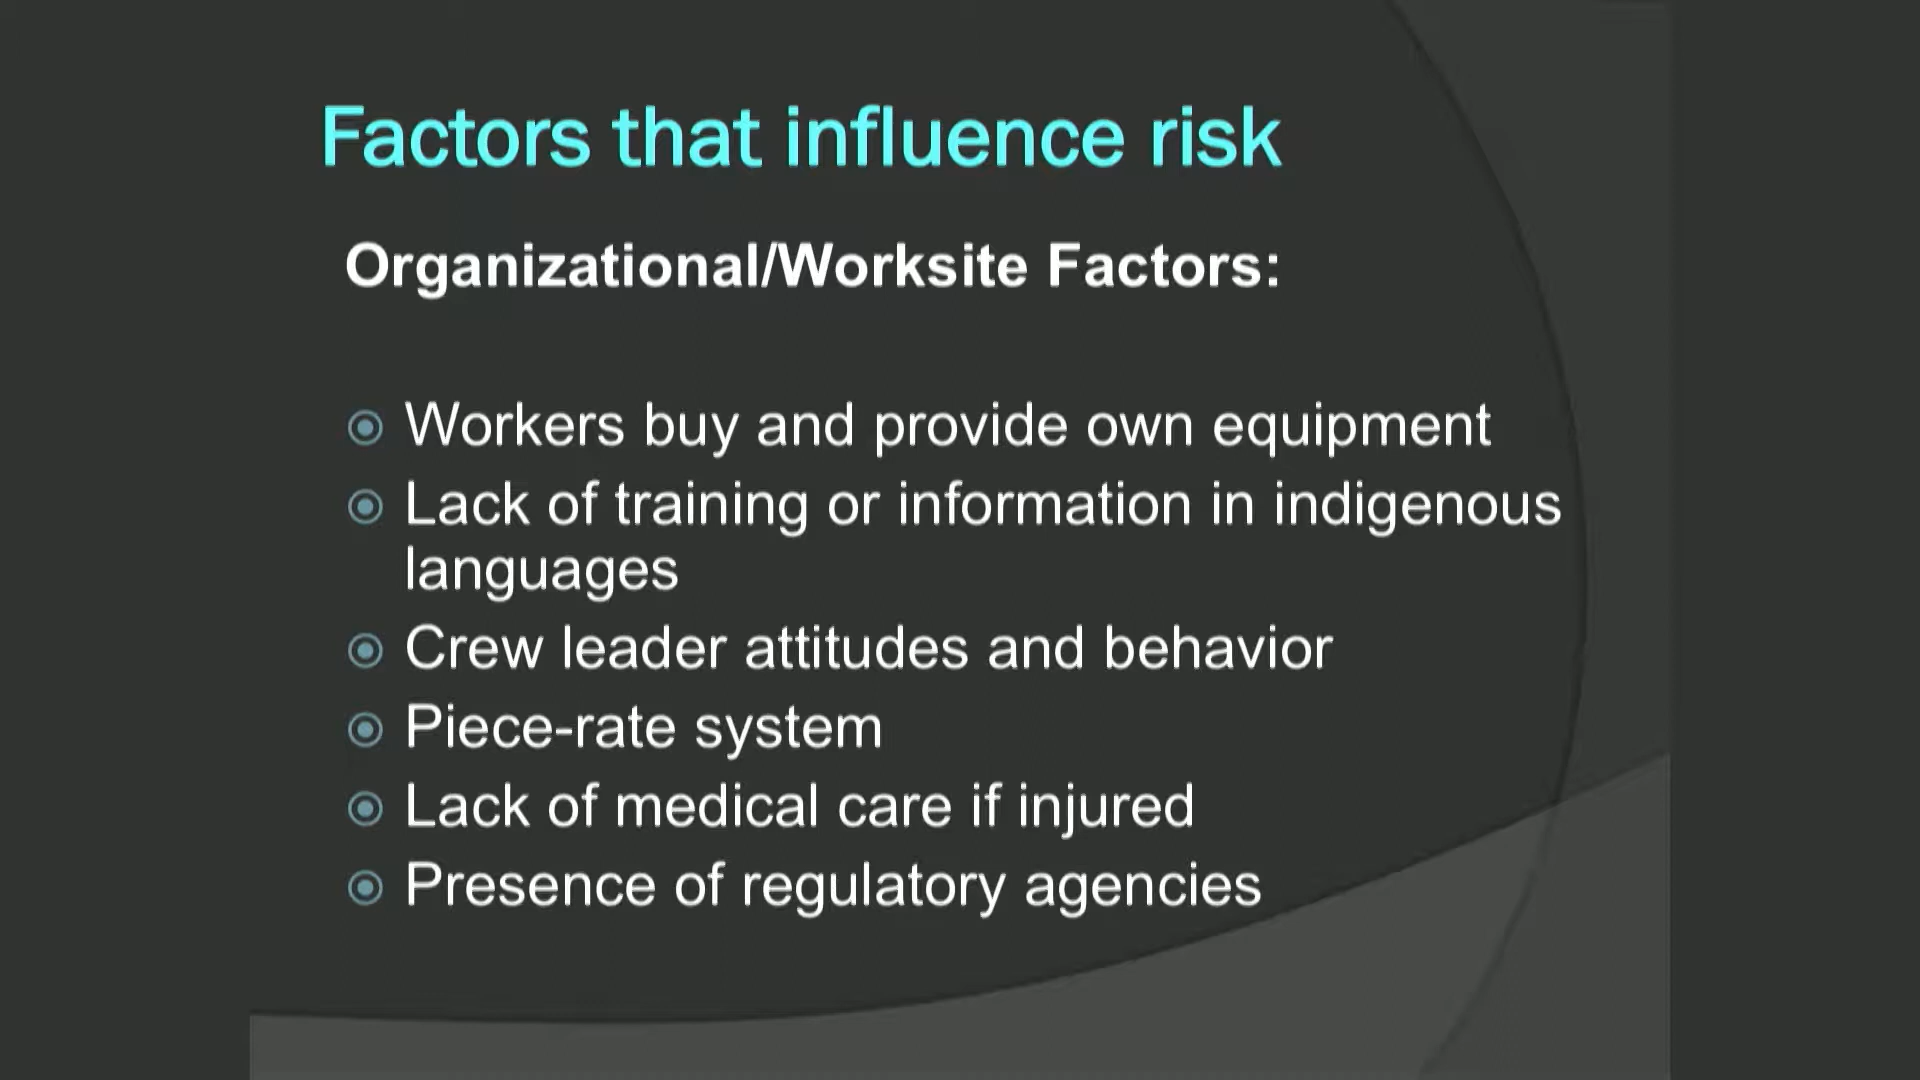 Factors that influence risk
Organizational/Worksite Factors:
Workers buy and provide own equipment
Lack of training or information in indigenous
languages
Crew leader attitudes and behavior
Piece-rate system
Lack of medical care if injured
Presence of regulatory agencies